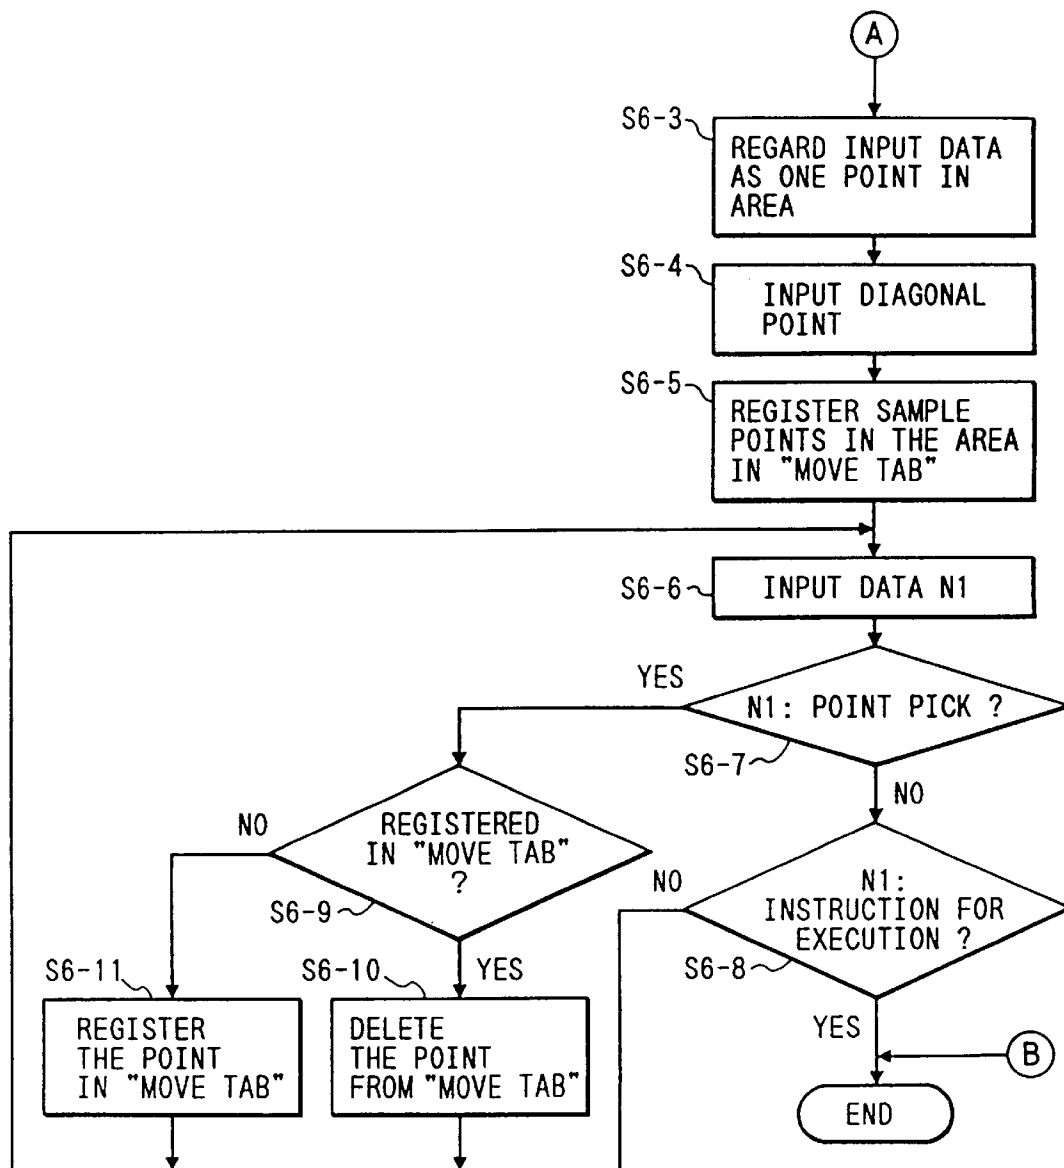 A
S6-3
REGARD INPUT DATA
AS ONE POINT IN
AREA
S6-4
INPUT DIAGONAL
POINT
S6-5
REGISTER SAMPLE
POINTS IN THE AREA
IN "MOVE TAB"
S6-6
INPUT DATA N1
YES
N1: POINT PICK ?
S6-7
NO
NO
REGISTERED
IN "MOVE TAB"
?
S6-9
NO
N1:
INSTRUCTION FOR
EXECUTION ?
S6-8
S6-11
REGISTER
THE POINT
IN "MOVE TAB"
S6-10
YES
DELETE
THE POINT
FROM "MOVE TAB"
YES
B
END